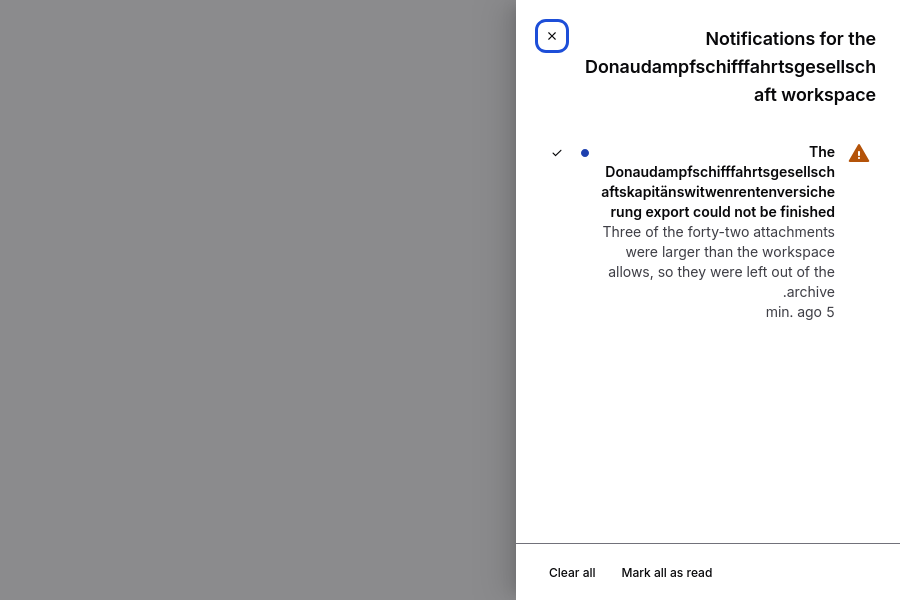 Notifications for the
Donaudampfschifffahrtsgesellsch
aft workspace
The
Donaudampfschifffahrtsgesellsch
aftskapitänswitwenrentenversiche
rung export could not be finished
Three of the forty-two attachments
were larger than the workspace
allows, so they were left out of the
.archive
min. ago 5
Clear all
Mark all as read